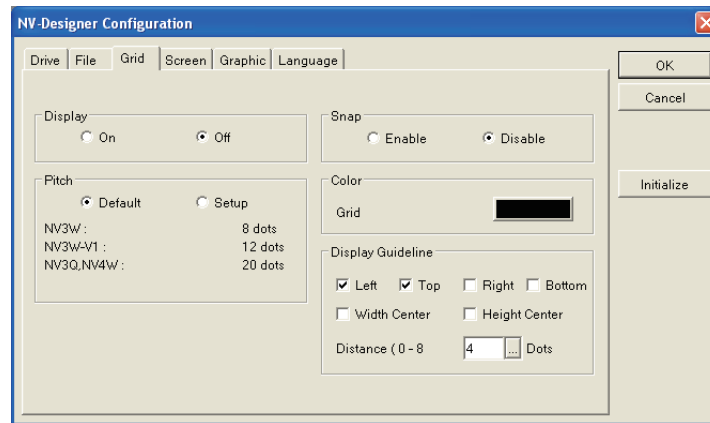 NV-Designer Configuration
Drive File Grid Screen Graphic Language
OK
Cancel
Initialize
Display
On Off
Pitch
Default Setup
NV3W : 8 dots
NV3W-V1 : 12 dots
NV3Q,NV4W : 20 dots
Snap
Enable Disable
Color
Grid
Display Guideline
Left Top Right Bottom
Width Center Height Center
Distance ( 0 - 8 4 ... Dots